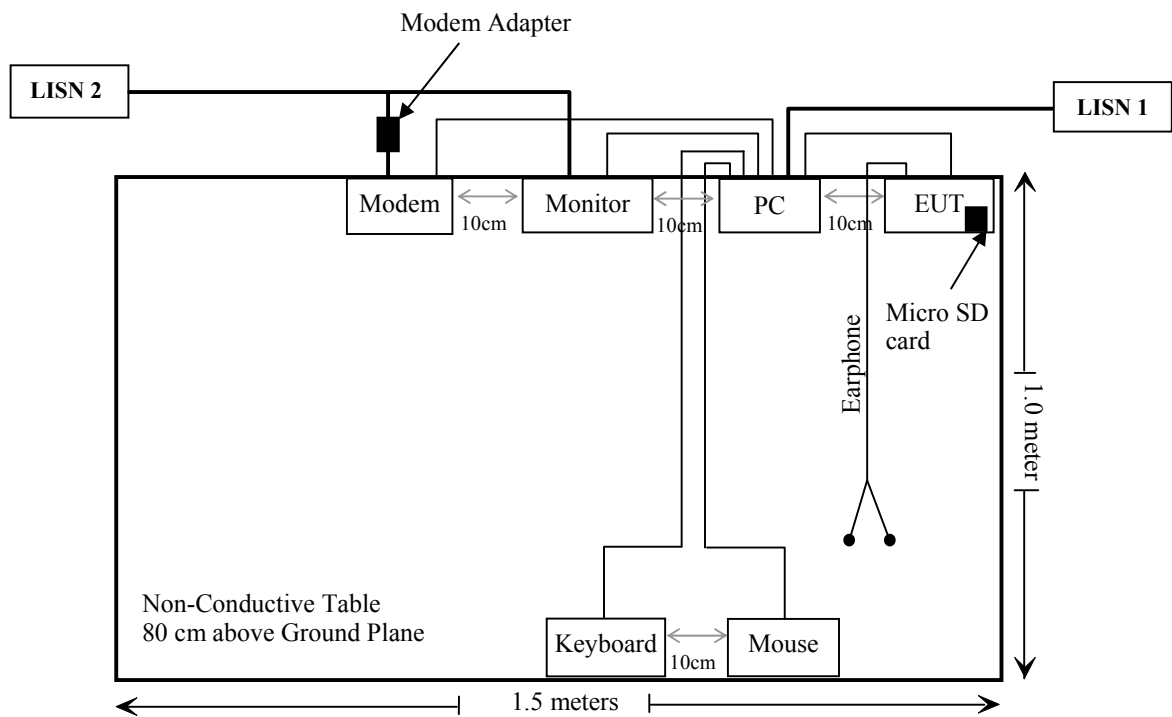 Modem Adapter
LISN 2
LISN 1
Modem
Monitor
PC
EUT
10cm
10cm
10cm
Micro SD
card
Earphone
1.0 meter
Non-Conductive Table
80 cm above Ground Plane
Keyboard
Mouse
10cm
1.5 meters